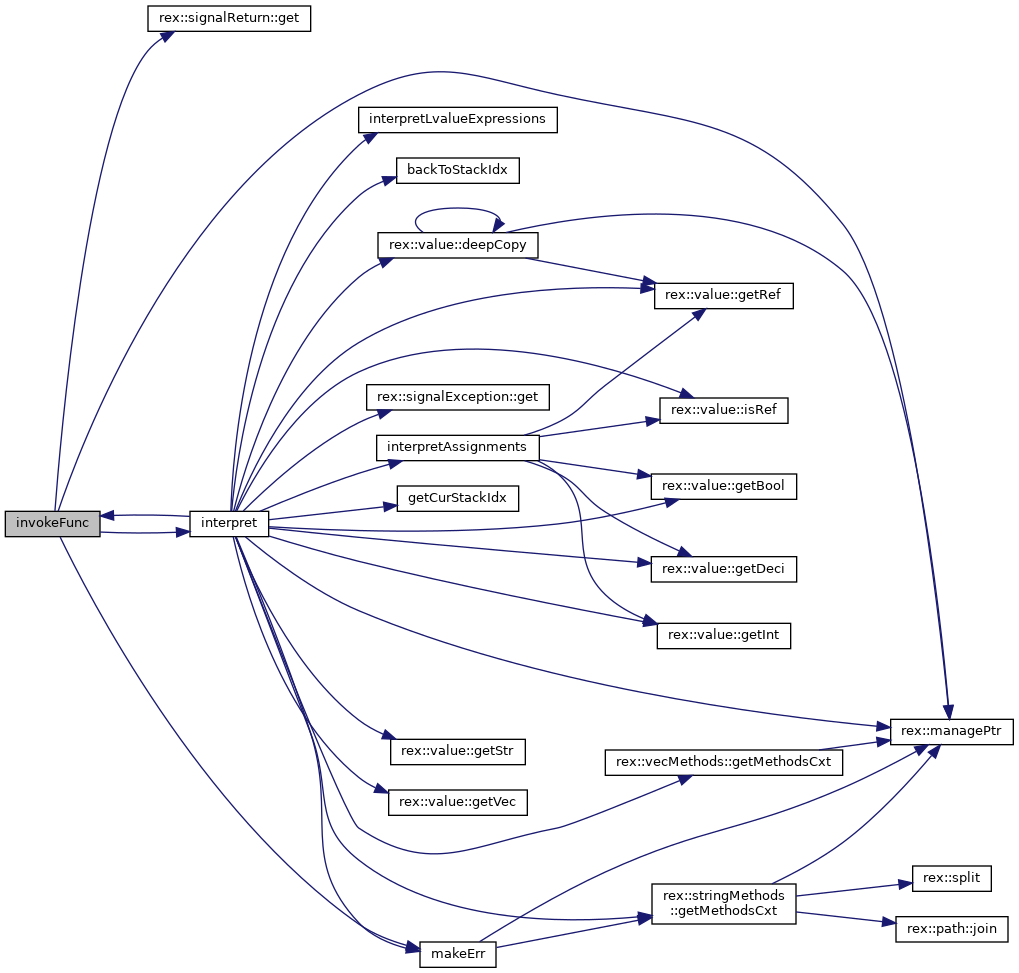 rex::signalReturn::get
interpretLvalueExpressions
backToStackIdx
rex::value::deepCopy
rex::value::getRef
rex::signalException::get
rex::value::isRef
interpretAssignments
rex::value::getBool
getCurStackIdx
invokeFunc
interpret
rex::value::getDeci
rex::value::getInt
rex::managePtr
rex::value::getStr
rex::vecMethods::getMethodsCxt
rex::value::getVec
rex::split
rex::stringMethods
::getMethodsCxt
rex::path::join
makeErr